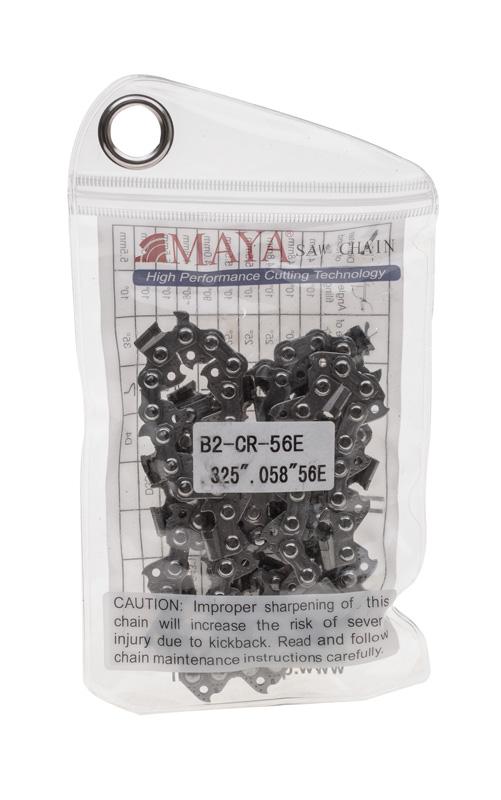 MAYA SAW CHAIN
High Performance Cutting Technology
B2-CR-56E
.325".058"56E
CAUTION: Improper sharpening of this
chain will increase the risk of sever
injury due to kickback. Read and follow
chain maintenance instructions carefully.